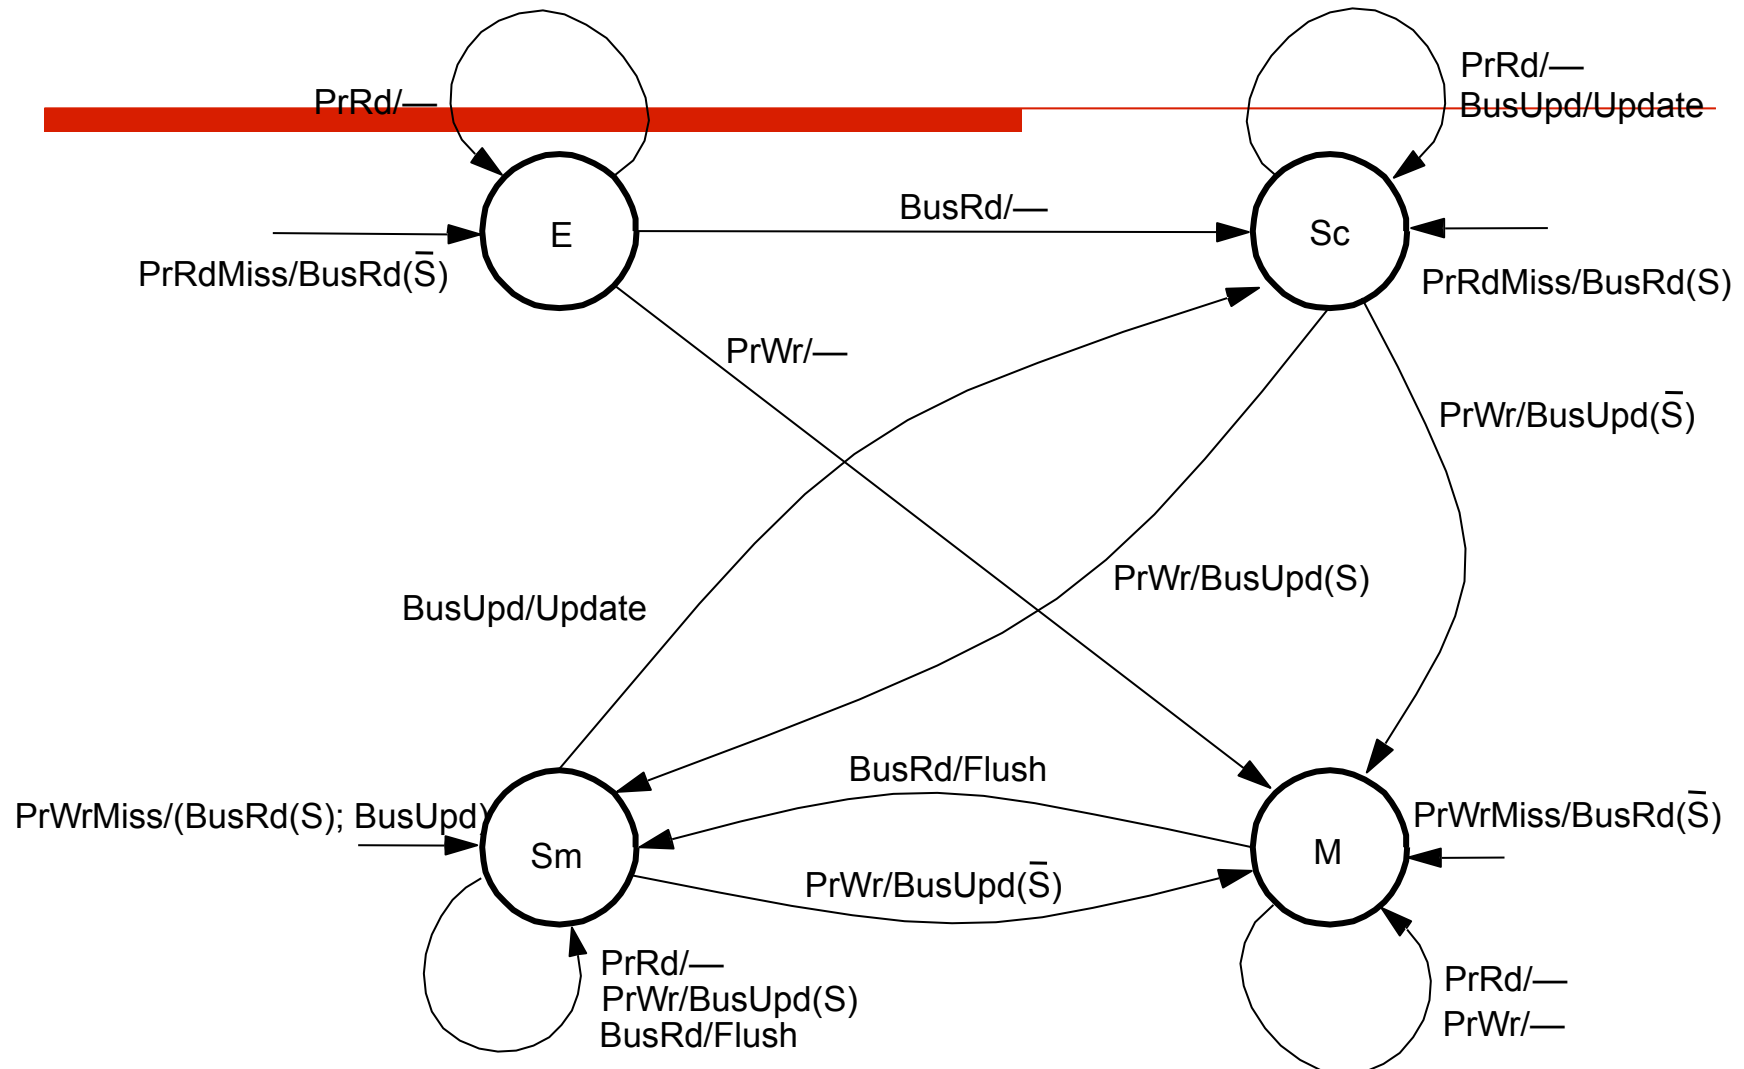 PrRd/—
PrRd/—
BusUpd/Update
BusRd/—
E
Sc
PrRdMiss/BusRd(S̅)
PrRdMiss/BusRd(S)
PrWr/—
PrWr/BusUpd(S̅)
PrWr/BusUpd(S)
BusUpd/Update
BusRd/Flush
PrWrMiss/(BusRd(S); BusUpd)
PrWrMiss/BusRd(S̅)
Sm
M
PrWr/BusUpd(S̅)
PrRd/—
PrWr/BusUpd(S)
BusRd/Flush
PrRd/—
PrWr/—